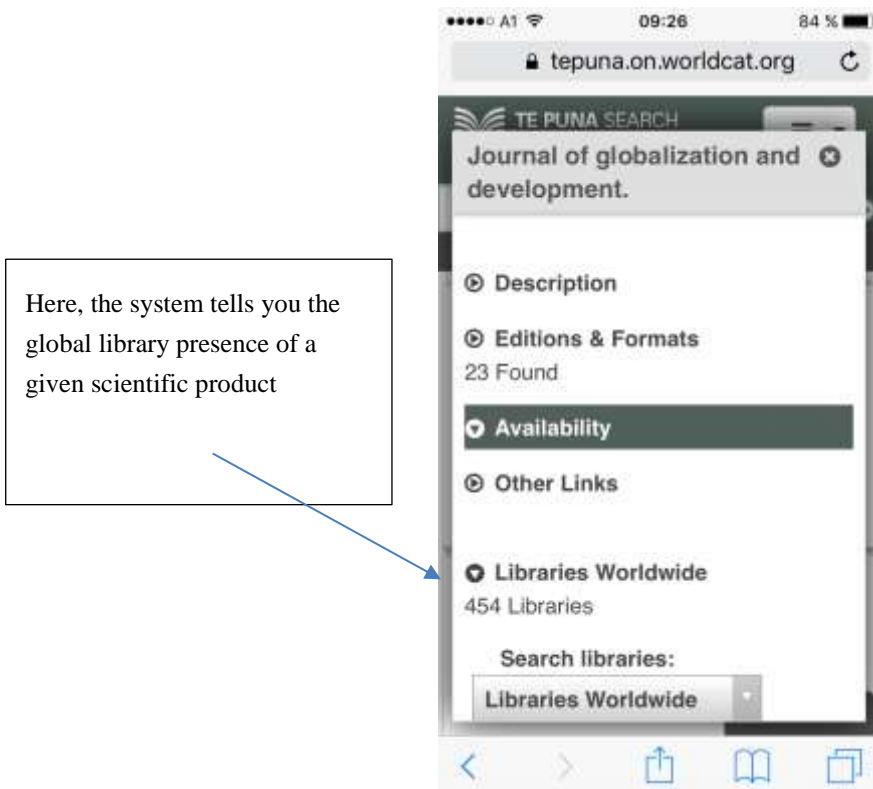 A1 09:26 84 %
tepuna.on.worldcat.org
TE PUNA SEARCH
Journal of globalization and
development.
Description
Editions & Formats
23 Found
Availability
Other Links
Libraries Worldwide
454 Libraries
Search libraries:
Libraries Worldwide
Here, the system tells you the
global library presence of a
given scientific product